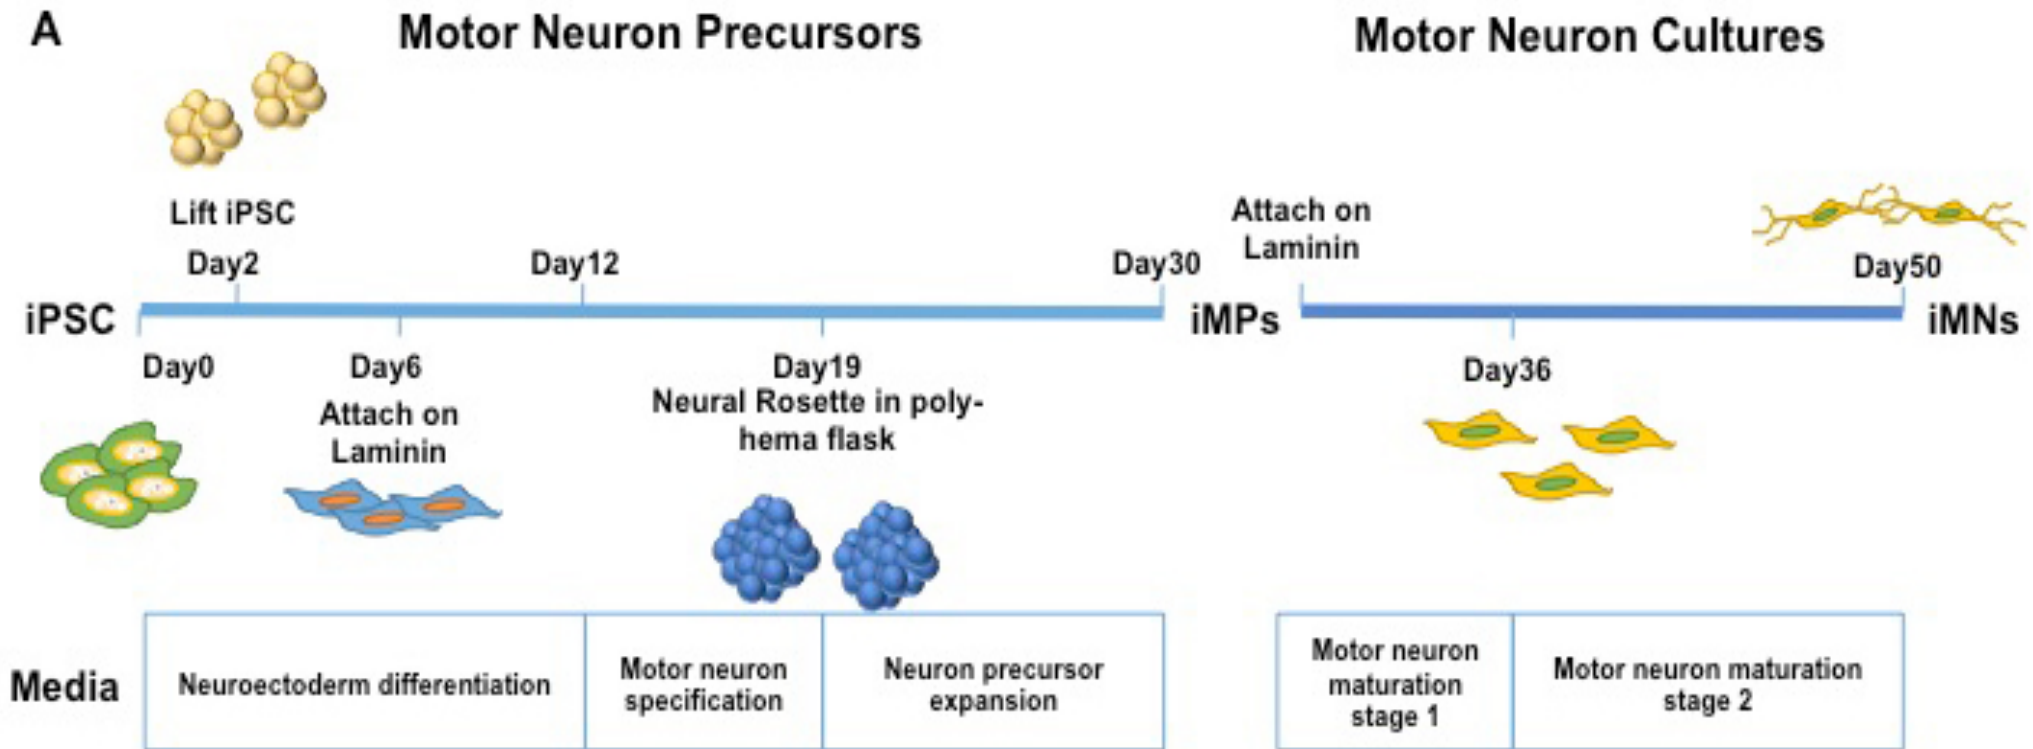 A
Motor Neuron Precursors
Motor Neuron Cultures
Lift iPSC
Day2
Day12
Day30
Attach on
Laminin
Day50
iPSC
iMPs
iMNs
Day0
Day6
Attach on
Laminin
Day19
Neural Rosette in poly-
hema flask
Day36
Media
Neuroectoderm differentiation
Motor neuron
specification
Neuron precursor
expansion
Motor neuron
maturation
stage 1
Motor neuron maturation
stage 2